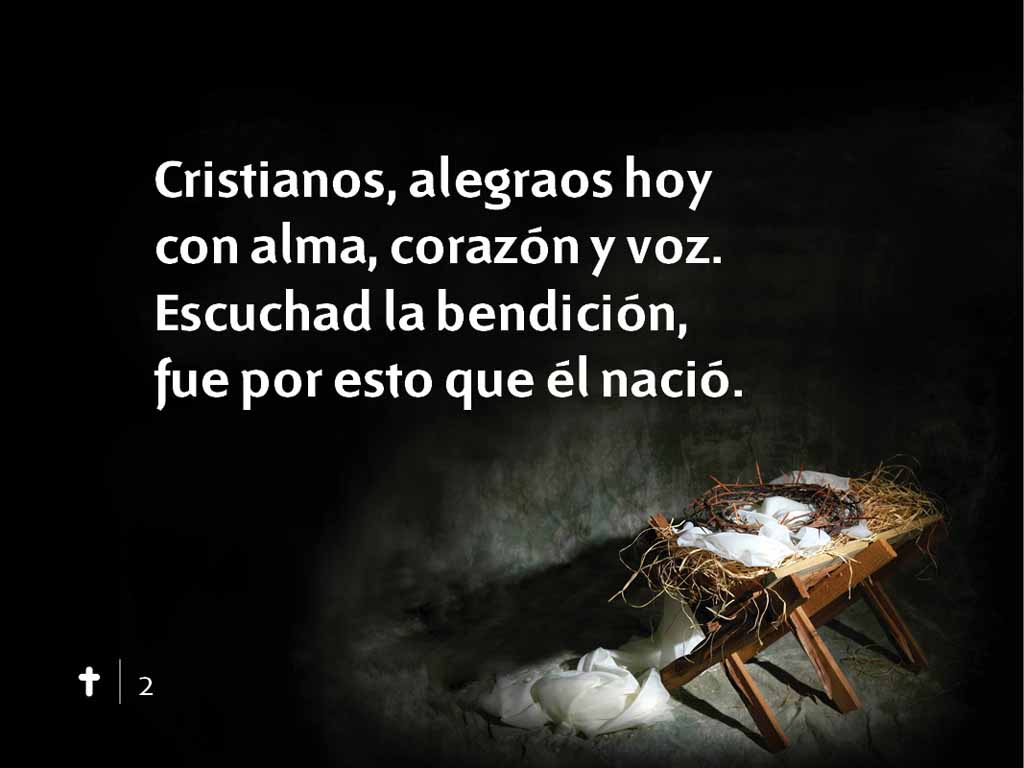 Cristianos, alegraos hoy
con alma, corazón y voz.
Escuchad la bendición,
fue por esto que él nació.
2